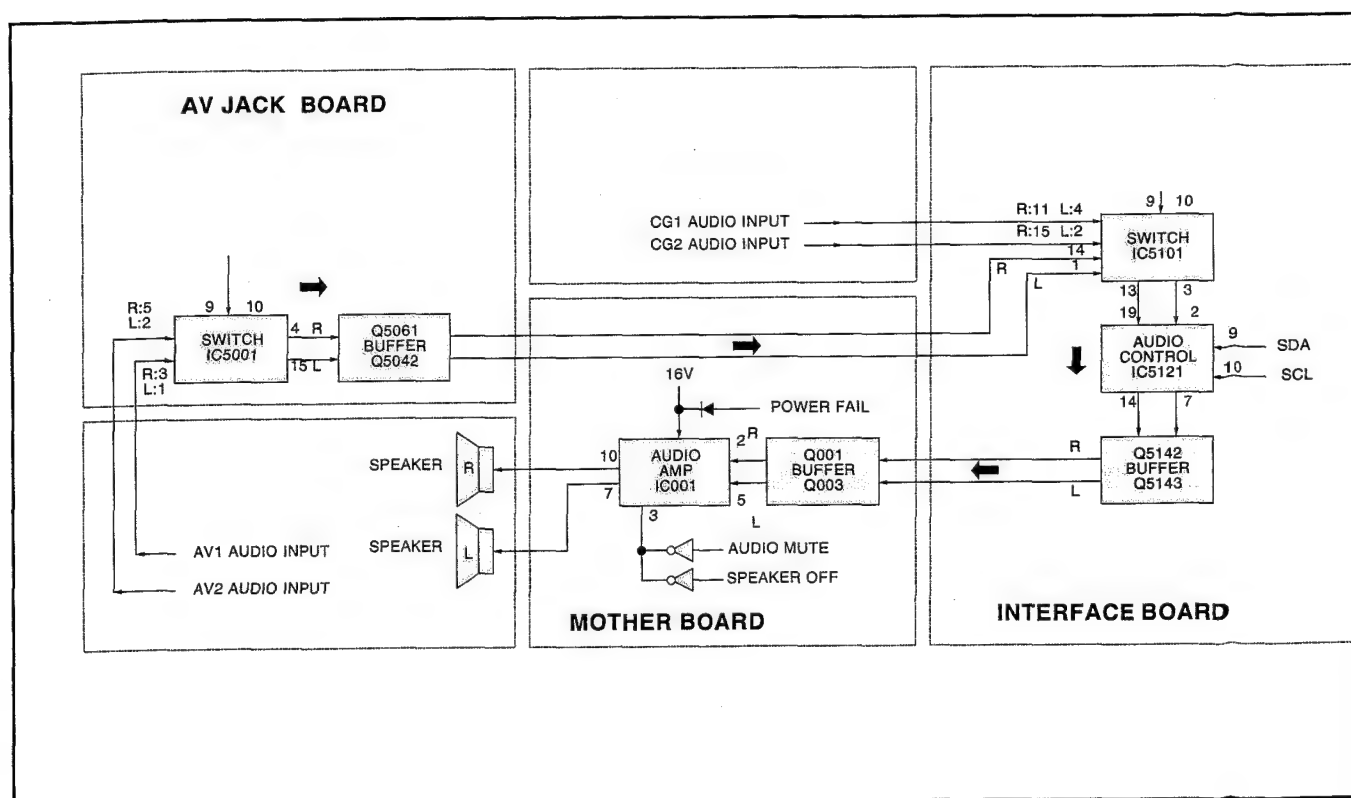 AV JACK BOARD
R:5
L:2
9 10
SWITCH
IC5001
4 R
15 L
R:3
L:1
Q5061
BUFFER
Q5042
CG1 AUDIO INPUT
CG2 AUDIO INPUT
R:11 L:4
R:15 L:2
14
R
1
L
9 10
SWITCH
IC5101
13 3
19 2
AUDIO
CONTROL
IC5121
9 SDA
10 SCL
14 7
Q5142
BUFFER
Q5143
R
L
INTERFACE BOARD
16V
POWER FAIL
10
7
AUDIO
AMP
IC001
2 R
5
L
3
Q001
BUFFER
Q003
AUDIO MUTE
SPEAKER OFF
MOTHER BOARD
SPEAKER R
SPEAKER L
AV1 AUDIO INPUT
AV2 AUDIO INPUT